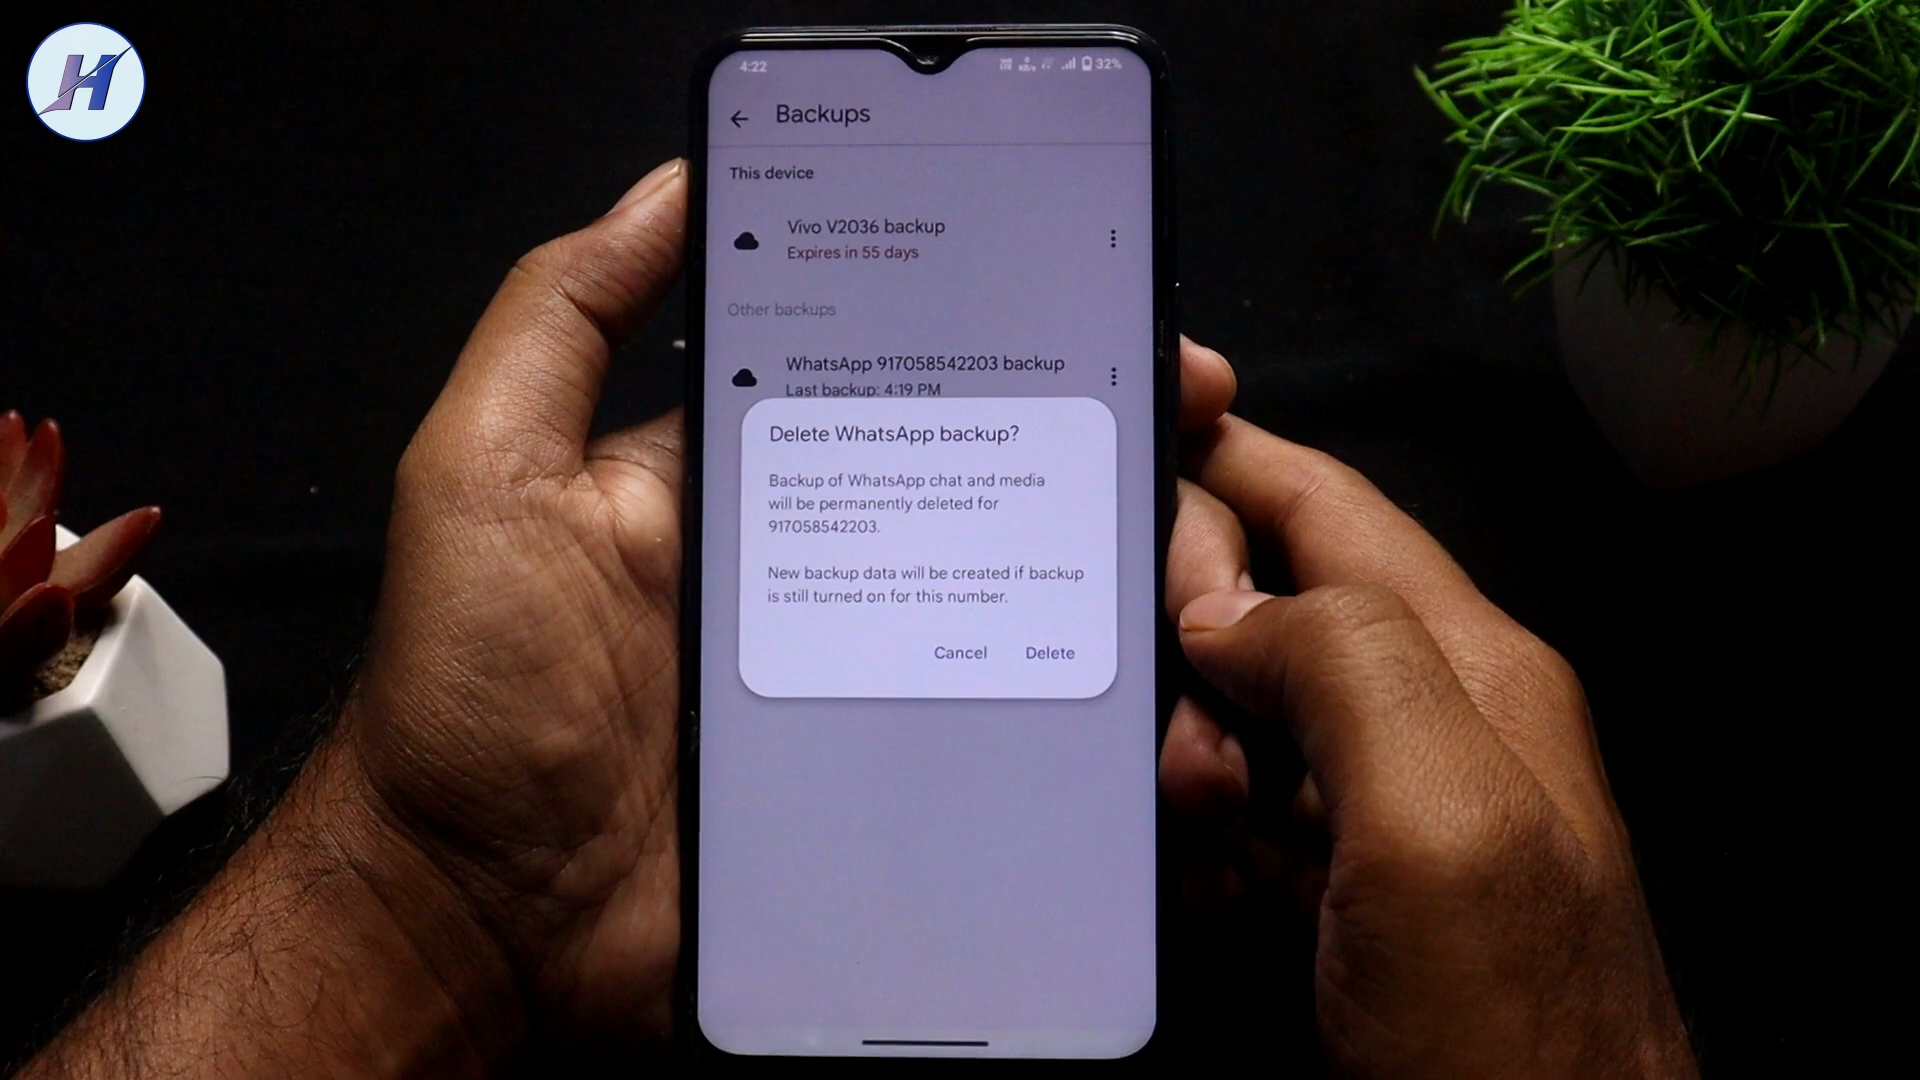 H
4:22
32%
Backups
This device
Vivo V2036 backup
Expires in 55 days
Other backups
WhatsApp 917058542203 backup
Last backup: 4:19 PM
Delete WhatsApp backup?
Backup of WhatsApp chat and media
will be permanently deleted for
917058542203.
New backup data will be created if backup
is still turned on for this number.
Cancel
Delete